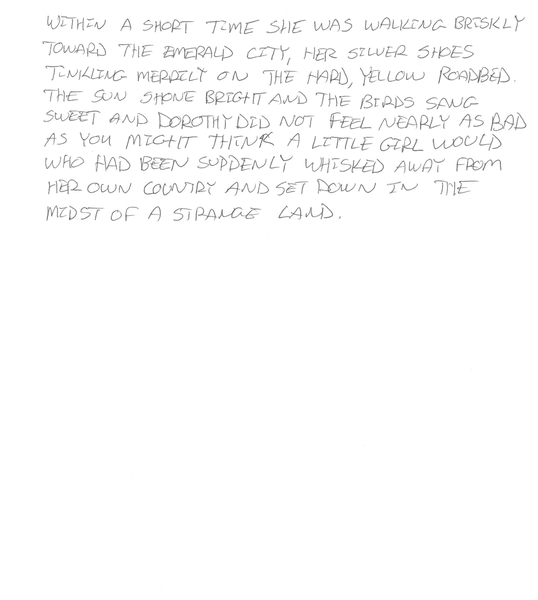 WITHIN A SHORT TIME SHE WAS WALKING BRISKLY
TOWARD THE EMERALD CITY, HER SILVER SHOES
TINKLING MERRILY ON THE HARD, YELLOW ROADBED.
THE SUN SHONE BRIGHT AND THE BIRDS SANG
SWEET AND DOROTHY DID NOT FEEL NEARLY AS BAD
AS YOU MIGHT THINK A LITTLE GIRL WOULD
WHO HAD BEEN SUDDENLY WHISKED AWAY FROM
HER OWN COUNTRY AND SET DOWN IN THE
MIDST OF A STRANGE LAND.